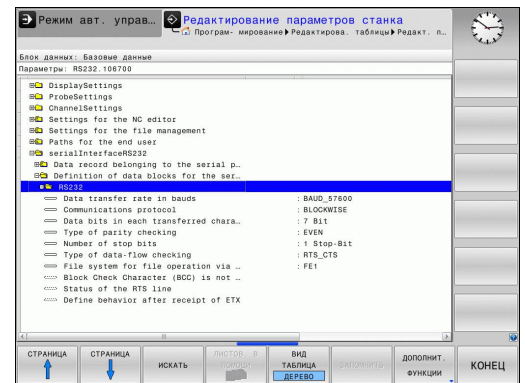 Режим авт. управ…
Редактирование параметров станка
Програм- мирование Редактирова. таблицы Редакт. п…
Блок данных: Базовые данные
Параметры: RS232.106700
DisplaySettings
ProbeSettings
ChannelSettings
Settings for the NC editor
Settings for the file management
Paths for the end user
serialInterfaceRS232
Data record belonging to the serial p…
Definition of data blocks for the ser…
RS232
Data transfer rate in bauds : BAUD_57600
Communications protocol : BLOCKWISE
Data bits in each transferred chara… : 7 Bit
Type of parity checking : EVEN
Number of stop bits : 1 Stop-Bit
Type of data-flow checking : RTS_CTS
File system for file operation via … : FE1
Block Check Character (BCC) is not …
Status of the RTS line
Define behavior after receipt of ETX
СТРАНИЦА
СТРАНИЦА
ИСКАТЬ
ЛИСТОВ В
ПОМОЩИ
ВИД
ТАБЛИЦА
ДЕРЕВО
ЗАПОМНИТЬ
ДОПОЛНИТ.
ФУНКЦИИ
КОНЕЦ